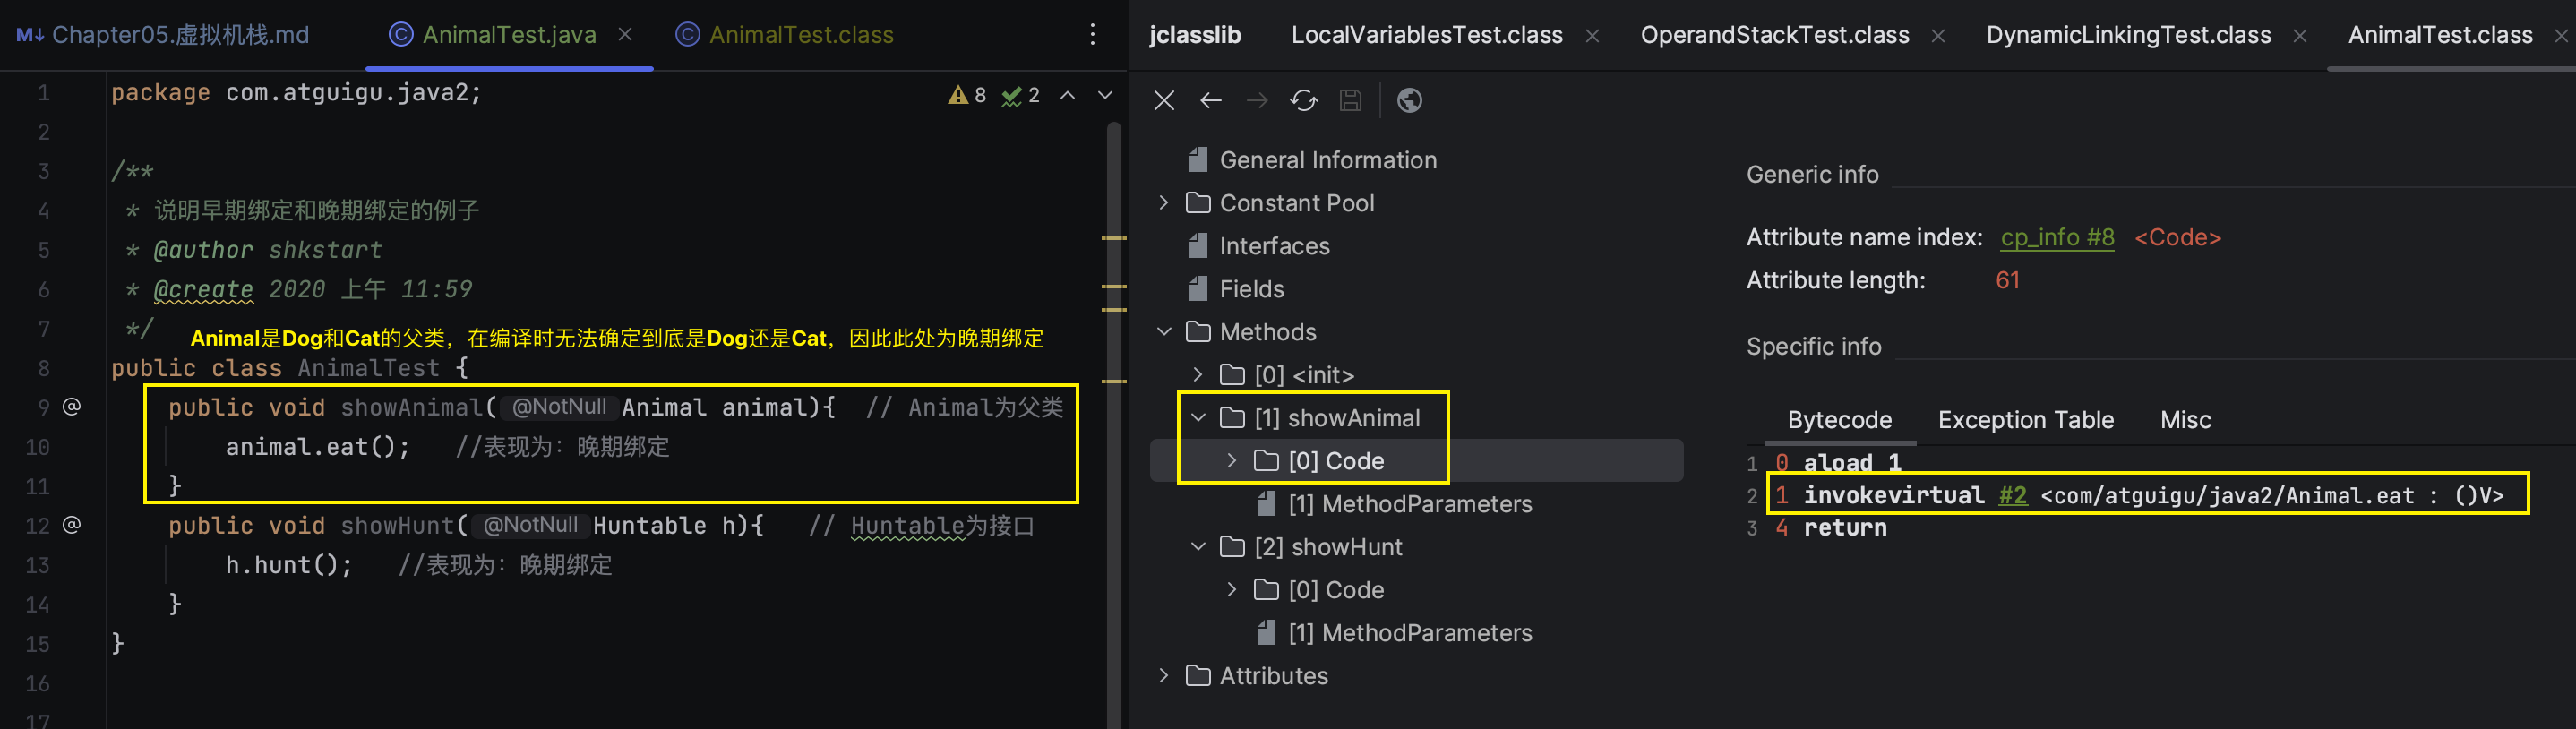 M↓ Chapter05.虚拟机栈.md
AnimalTest.java
AnimalTest.class
1 package com.atguigu.java2;
8 2
2
3 /**
4 * 说明早期绑定和晚期绑定的例子
5 * @author shkstart
6 * @create 2020 上午 11:59
7 */
Animal是Dog和Cat的父类，在编译时无法确定到底是Dog还是Cat，因此此处为晚期绑定
8 public class AnimalTest {
9 @ public void showAnimal( @NotNull Animal animal){ // Animal为父类
10 animal.eat(); //表现为：晚期绑定
11 }
12 @ public void showHunt( @NotNull Huntable h){ // Huntable为接口
13 h.hunt(); //表现为：晚期绑定
14 }
15 }
16
17
jclasslib
LocalVariablesTest.class
OperandStackTest.class
DynamicLinkingTest.class
AnimalTest.class
General Information
Constant Pool
Interfaces
Fields
Methods
[0] <init>
[1] showAnimal
[0] Code
[1] MethodParameters
[2] showHunt
[0] Code
[1] MethodParameters
Attributes
Generic info
Attribute name index: cp_info #8 <Code>
Attribute length: 61
Specific info
Bytecode Exception Table Misc
1 0 aload_1
2 1 invokevirtual #2 <com/atguigu/java2/Animal.eat : ()V>
3 4 return